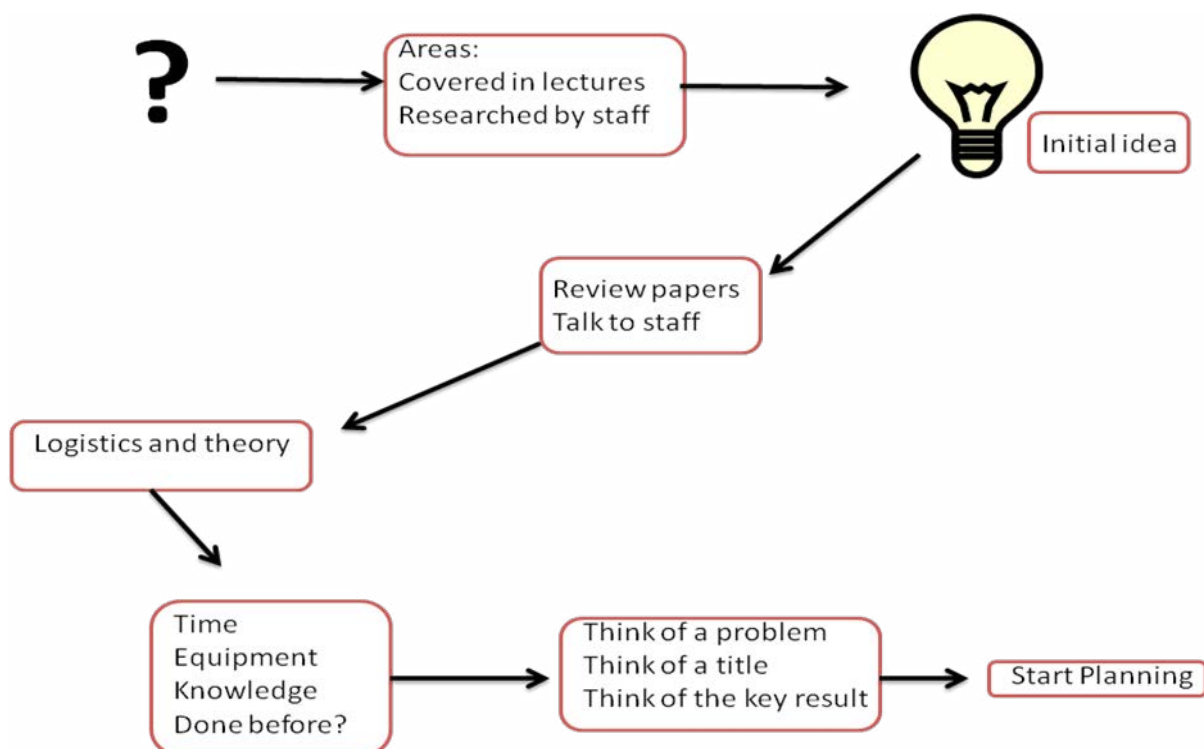 ?
Areas:
Covered in lectures
Researched by staff
Initial idea
Review papers
Talk to staff
Logistics and theory
Time
Equipment
Knowledge
Done before?
Think of a problem
Think of a title
Think of the key result
Start Planning